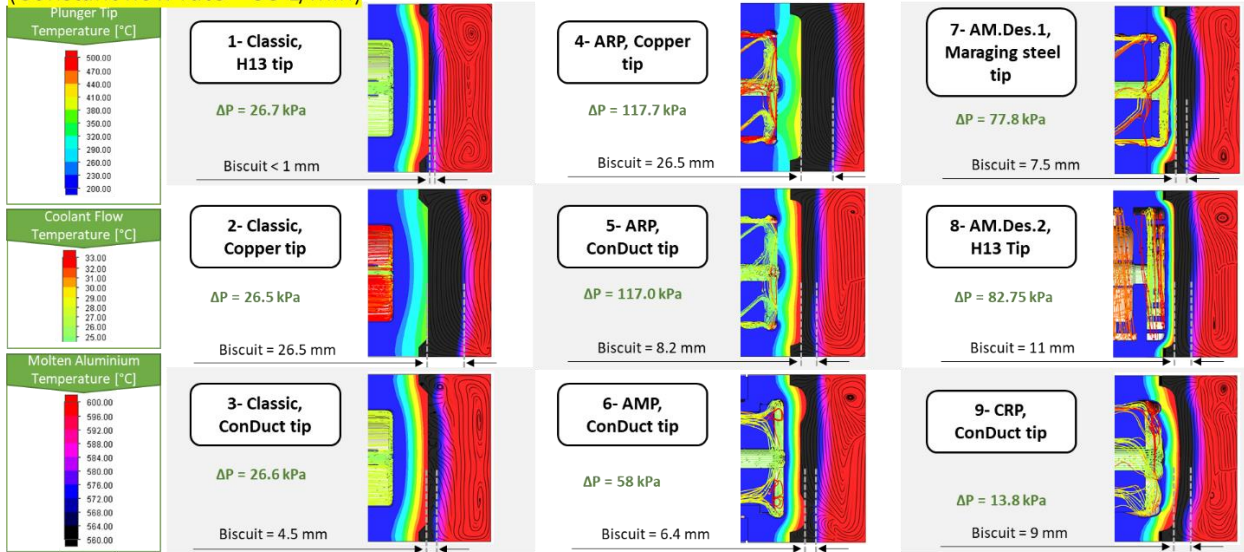 Plunger Tip
Temperature [°C]
500.00
470.00
440.00
410.00
380.00
350.00
320.00
290.00
260.00
230.00
200.00
Coolant Flow
Temperature [°C]
33.00
32.00
31.00
30.00
29.00
28.00
27.00
26.00
25.00
Molten Aluminium
Temperature [°C]
600.00
596.00
592.00
588.00
584.00
580.00
576.00
572.00
568.00
564.00
560.00
1- Classic,
H13 tip
ΔP = 26.7 kPa
Biscuit < 1 mm
2- Classic,
Copper tip
ΔP = 26.5 kPa
Biscuit = 26.5 mm
3- Classic,
ConDuct tip
ΔP = 26.6 kPa
Biscuit = 4.5 mm
4- ARP, Copper
tip
ΔP = 117.7 kPa
Biscuit = 26.5 mm
5- ARP,
ConDuct tip
ΔP = 117.0 kPa
Biscuit = 8.2 mm
6- AMP,
ConDuct tip
ΔP = 58 kPa
Biscuit = 6.4 mm
7- AM.Des.1,
Maraging steel
tip
ΔP = 77.8 kPa
Biscuit = 7.5 mm
8- AM.Des.2,
H13 Tip
ΔP = 82.75 kPa
Biscuit = 11 mm
9- CRP,
ConDuct tip
ΔP = 13.8 kPa
Biscuit = 9 mm